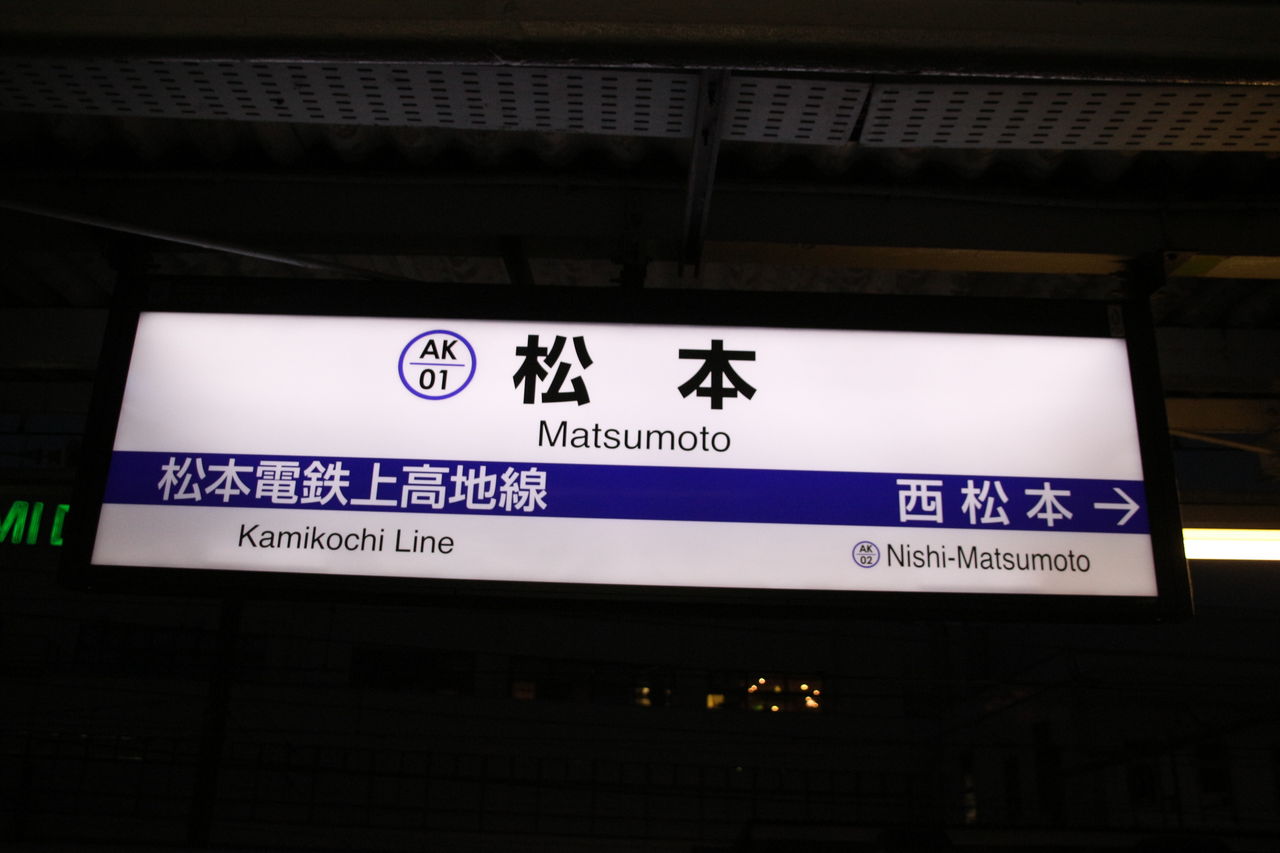 AK
01
松 本
Matsumoto
松本電鉄上高地線
西 松 本 →
Kamikochi Line
AK
02
Nishi-Matsumoto